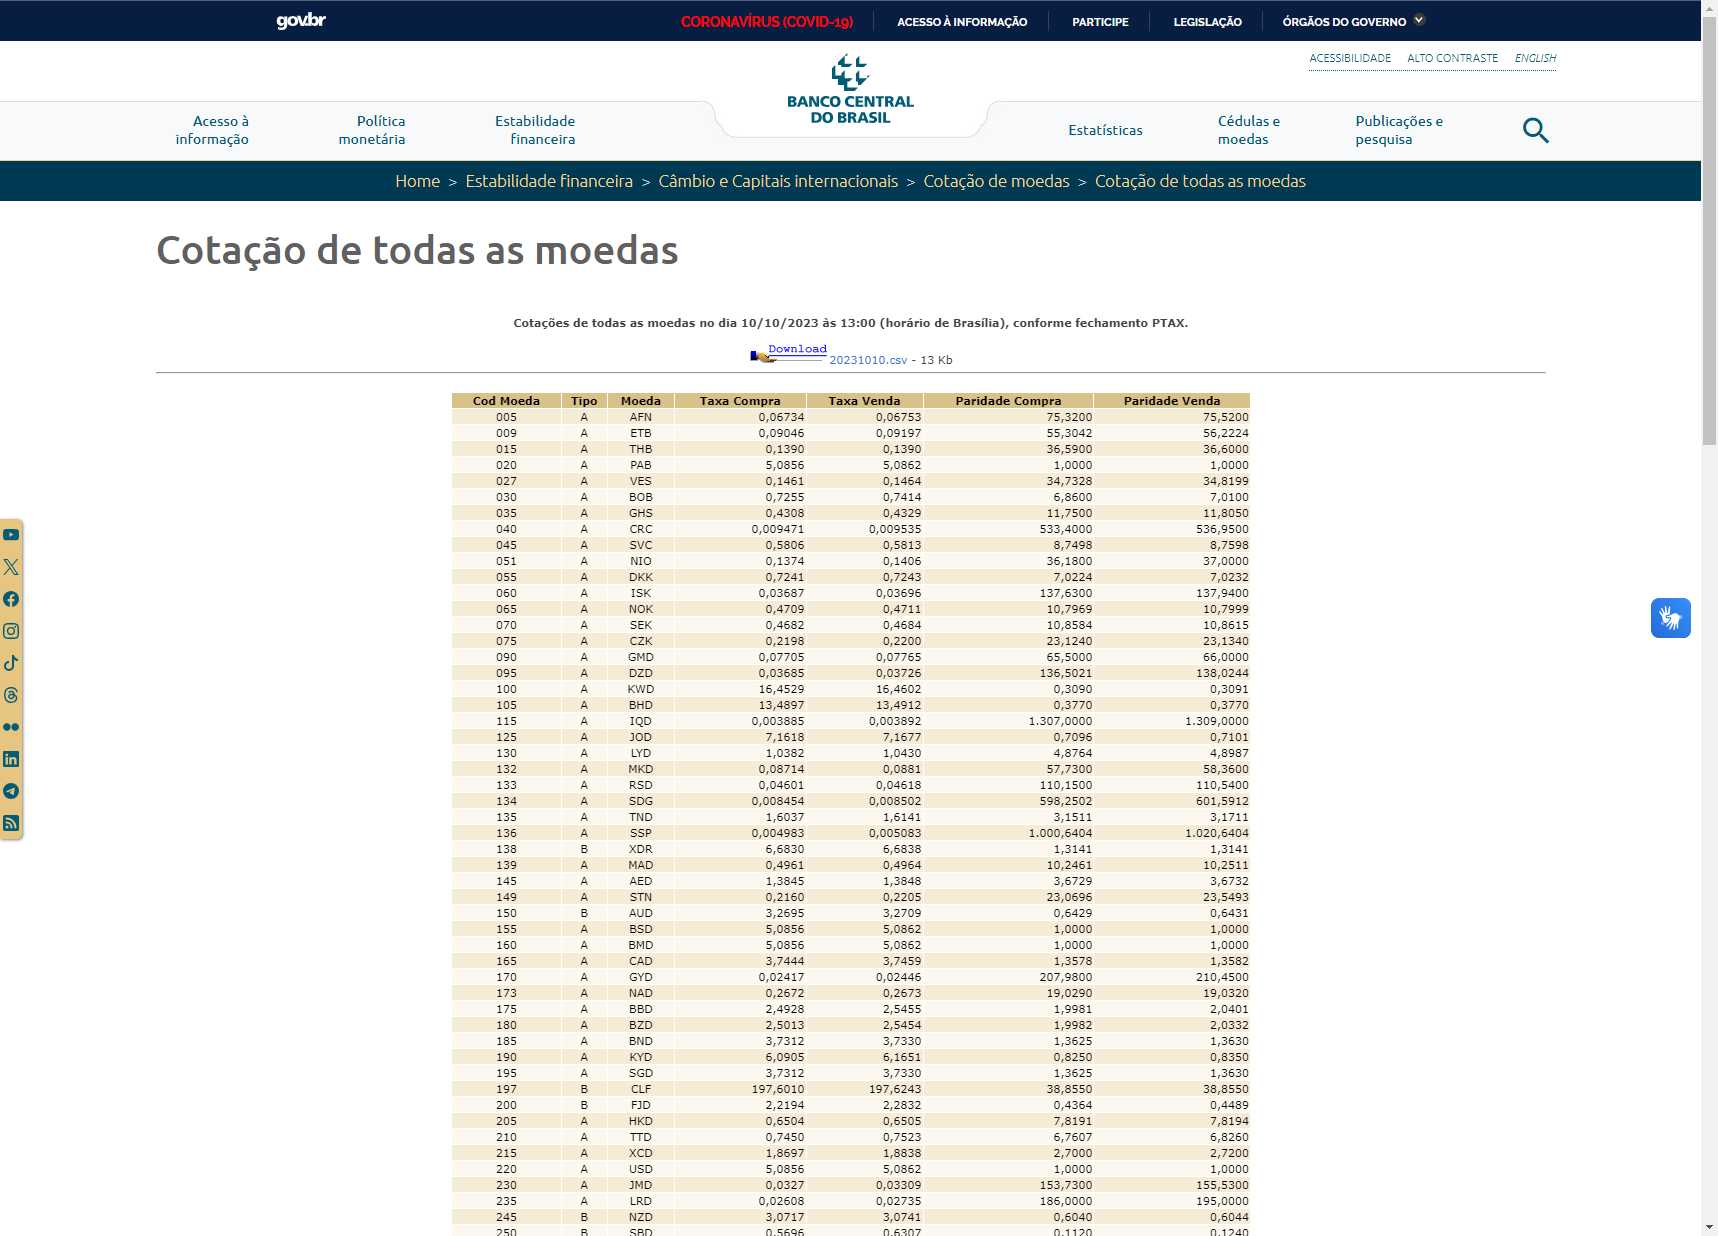 gov.br
CORONAVÍRUS (COVID-19)
ACESSO À INFORMAÇÃO
PARTICIPE
LEGISLAÇÃO
ÓRGÃOS DO GOVERNO
ACESSIBILIDADE ALTO CONTRASTE ENGLISH
BANCO CENTRAL
DO BRASIL
Acesso à
informação
Política
monetária
Estabilidade
financeira
Estatísticas
Cédulas e
moedas
Publicações e
pesquisa
Home > Estabilidade financeira > Câmbio e Capitais internacionais > Cotação de moedas > Cotação de todas as moedas
Cotação de todas as moedas
Cotações de todas as moedas no dia 10/10/2023 às 13:00 (horário de Brasília), conforme fechamento PTAX.
Download 20231010.csv - 13 Kb
Cod Moeda Tipo Moeda Taxa Compra Taxa Venda Paridade Compra Paridade Venda
005 A AFN 0,06734 0,06753 75,3200 75,5200
009 A ETB 0,09046 0,09197 55,3042 56,2224
015 A THB 0,1390 0,1390 36,5900 36,6000
020 A PAB 5,0856 5,0862 1,0000 1,0000
027 A VES 0,1461 0,1464 34,7328 34,8199
030 A BOB 0,7255 0,7414 6,8600 7,0100
035 A GHS 0,4308 0,4329 11,7500 11,8050
040 A CRC 0,009471 0,009535 533,4000 536,9500
045 A SVC 0,5806 0,5813 8,7498 8,7598
051 A NIO 0,1374 0,1406 36,1800 37,0000
055 A DKK 0,7241 0,7243 7,0224 7,0232
060 A ISK 0,03687 0,03696 137,6300 137,9400
065 A NOK 0,4709 0,4711 10,7969 10,7999
070 A SEK 0,4682 0,4684 10,8584 10,8615
075 A CZK 0,2198 0,2200 23,1240 23,1340
090 A GMD 0,07705 0,07765 65,5000 66,0000
095 A DZD 0,03685 0,03726 136,5021 138,0244
100 A KWD 16,4529 16,4602 0,3090 0,3091
105 A BHD 13,4897 13,4912 0,3770 0,3770
115 A IQD 0,003885 0,003892 1.307,0000 1.309,0000
125 A JOD 7,1618 7,1677 0,7096 0,7101
130 A LYD 1,0382 1,0430 4,8764 4,8987
132 A MKD 0,08714 0,0881 57,7300 58,3600
133 A RSD 0,04601 0,04618 110,1500 110,5400
134 A SDG 0,008454 0,008502 598,2502 601,5912
135 A TND 1,6037 1,6141 3,1511 3,1711
136 A SSP 0,004983 0,005083 1.000,6404 1.020,6404
138 B XDR 6,6830 6,6838 1,3141 1,3141
139 A MAD 0,4961 0,4964 10,2461 10,2511
145 A AED 1,3845 1,3848 3,6729 3,6732
149 A STN 0,2160 0,2205 23,0696 23,5493
150 B AUD 3,2695 3,2709 0,6429 0,6431
155 A BSD 5,0856 5,0862 1,0000 1,0000
160 A BMD 5,0856 5,0862 1,0000 1,0000
165 A CAD 3,7444 3,7459 1,3578 1,3582
170 A GYD 0,02417 0,02446 207,9800 210,4500
173 A NAD 0,2672 0,2673 19,0290 19,0320
175 A BBD 2,4928 2,5455 1,9981 2,0401
180 A BZD 2,5013 2,5454 1,9982 2,0332
185 A BND 3,7312 3,7330 1,3625 1,3630
190 A KYD 6,0905 6,1651 0,8250 0,8350
195 A SGD 3,7312 3,7330 1,3625 1,3630
197 B CLF 197,6010 197,6243 38,8550 38,8550
200 B FJD 2,2194 2,2832 0,4364 0,4489
205 A HKD 0,6504 0,6505 7,8191 7,8194
210 A TTD 0,7450 0,7523 6,7607 6,8260
215 A XCD 1,8697 1,8838 2,7000 2,7200
220 A USD 5,0856 5,0862 1,0000 1,0000
230 A JMD 0,0327 0,03309 153,7300 155,5300
235 A LRD 0,02608 0,02735 186,0000 195,0000
245 B NZD 3,0717 3,0741 0,6040 0,6044
250 B SBD 0,5696 0,6307 0,1120 0,1240